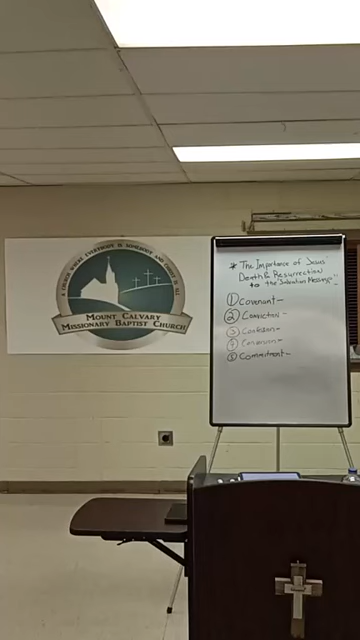 A CHURCH WHERE EVERYBODY IS SOMEBODY AND CHRIST IS ALL
MOUNT CALVARY
MISSIONARY BAPTIST CHURCH
* The Importance of Jesus'
Death & Resurrection
to the "Salvation Message"
① Covenant-
② Conviction-
③ Confession-
④ Conversion-
⑤ Commitment-